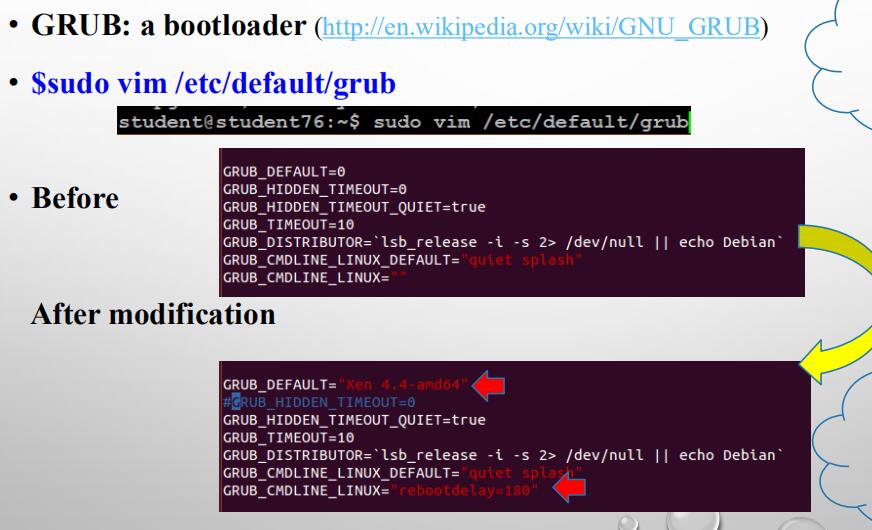 • GRUB: a bootloader (http://en.wikipedia.org/wiki/GNU_GRUB)
• $sudo vim /etc/default/grub
student@student76:~$ sudo vim /etc/default/grub
• Before
GRUB_DEFAULT=0
GRUB_HIDDEN_TIMEOUT=0
GRUB_HIDDEN_TIMEOUT_QUIET=true
GRUB_TIMEOUT=10
GRUB_DISTRIBUTOR=`lsb_release -i -s 2> /dev/null || echo Debian`
GRUB_CMDLINE_LINUX_DEFAULT="quiet splash"
GRUB_CMDLINE_LINUX=""
After modification
GRUB_DEFAULT="Xen 4.4-amd64"
#GRUB_HIDDEN_TIMEOUT=0
GRUB_HIDDEN_TIMEOUT_QUIET=true
GRUB_TIMEOUT=10
GRUB_DISTRIBUTOR=`lsb_release -i -s 2> /dev/null || echo Debian`
GRUB_CMDLINE_LINUX_DEFAULT="quiet splash"
GRUB_CMDLINE_LINUX="rebootdelay=180"